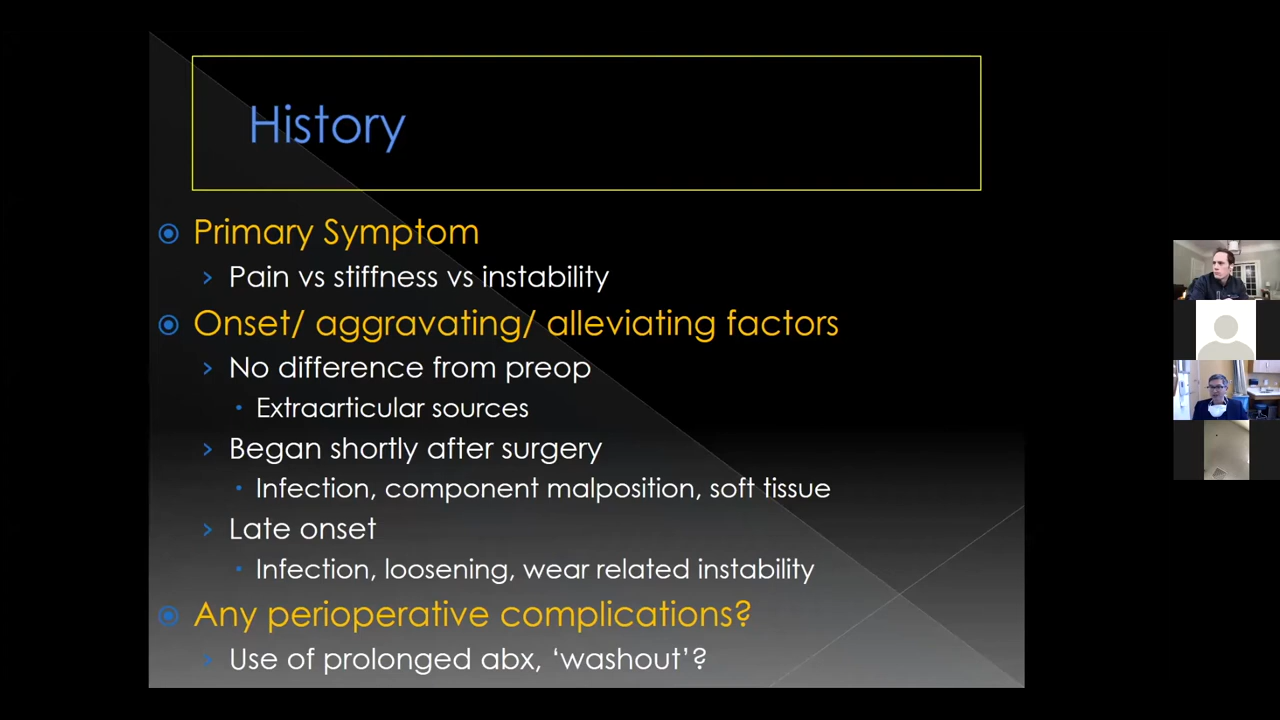 History
Primary Symptom
Pain vs stiffness vs instability
Onset/ aggravating/ alleviating factors
No difference from preop
Extraarticular sources
Began shortly after surgery
Infection, component malposition, soft tissue
Late onset
Infection, loosening, wear related instability
Any perioperative complications?
Use of prolonged abx, ‘washout’?